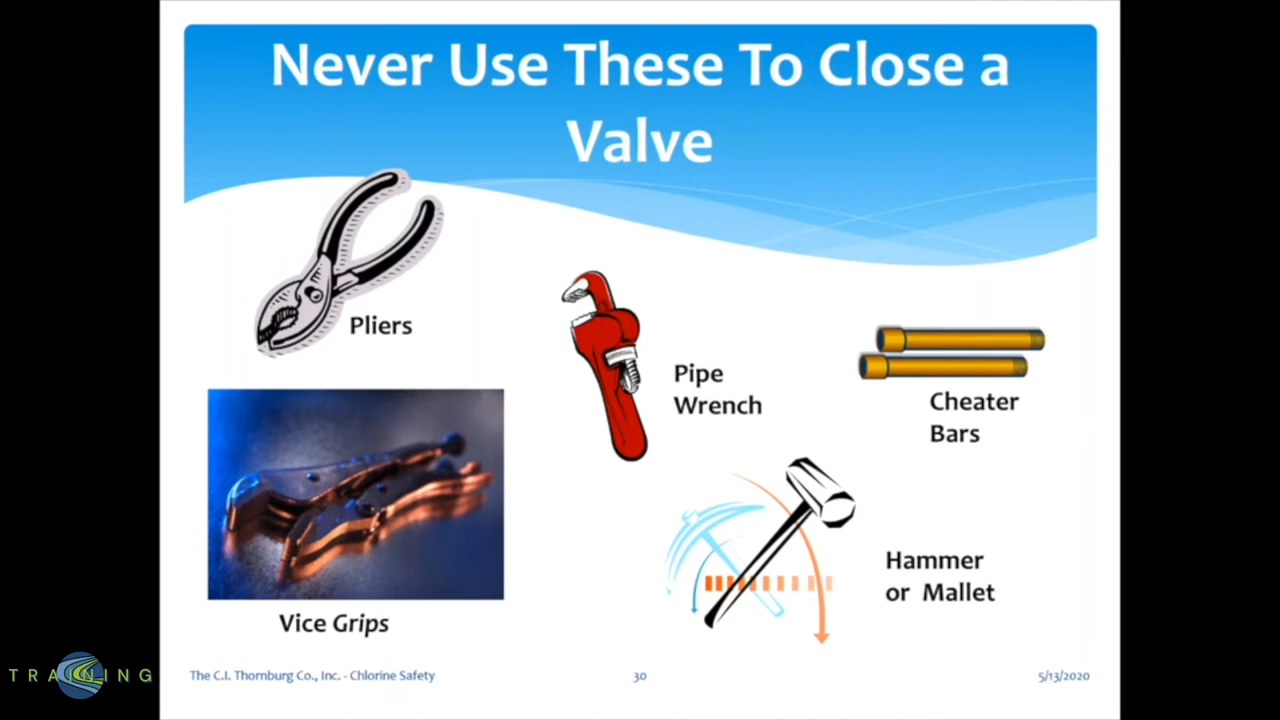 Never Use These To Close a
Valve
Pliers
Pipe
Wrench
Cheater
Bars
Vice Grips
Hammer
or Mallet
The C.I. Thornburg Co., Inc. - Chlorine Safety
30
5/13/2020
TRAINING